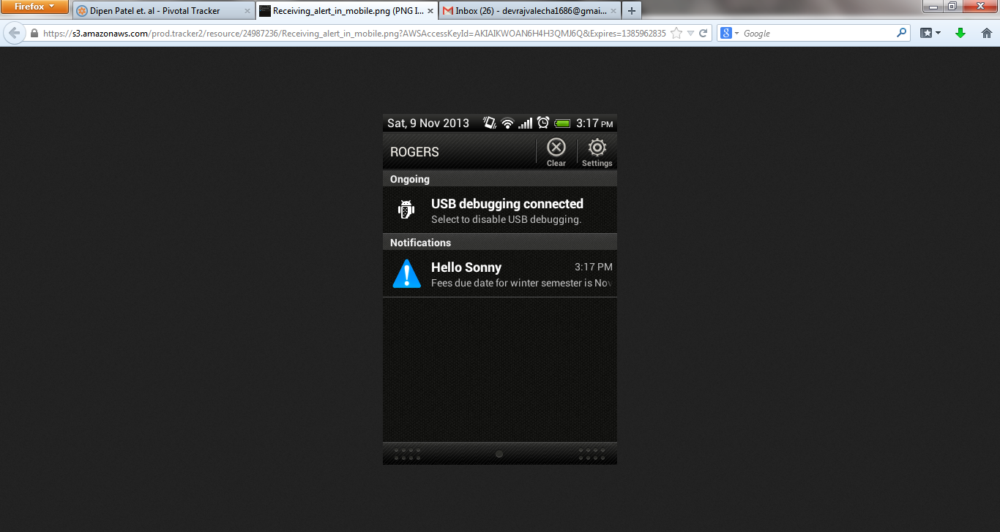 Firefox
Dipen Patel et. al - Pivotal Tracker
Receiving_alert_in_mobile.png (PNG I...
Inbox (26) - devrajvalecha1686@gmai...
https://s3.amazonaws.com/prod.tracker2/resource/24987236/Receiving_alert_in_mobile.png?AWSAccessKeyId=AKIAIKWOAN6H4H3QMJ6Q&Expires=1385962835
Google
Sat, 9 Nov 2013
3:17 PM
ROGERS
Clear
Settings
Ongoing
USB debugging connected
Select to disable USB debugging.
Notifications
Hello Sonny
3:17 PM
Fees due date for winter semester is Nov